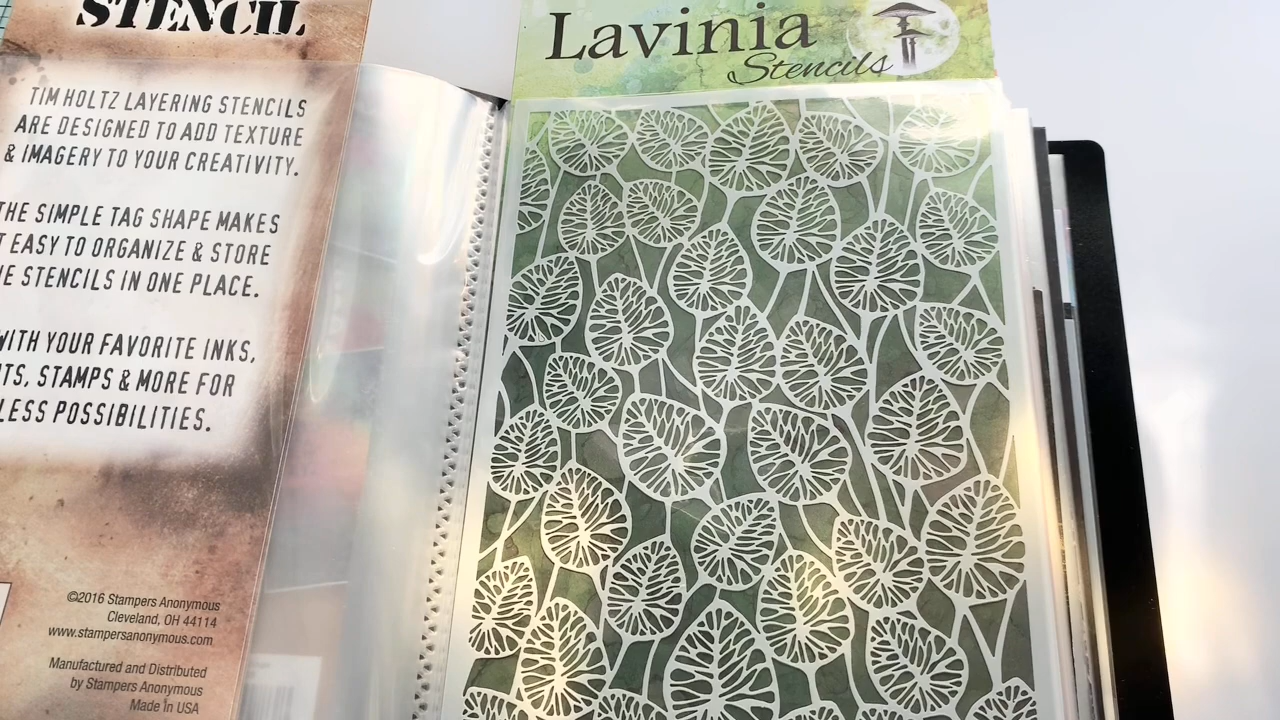 STENCIL
TIM HOLTZ LAYERING STENCILS
ARE DESIGNED TO ADD TEXTURE
& IMAGERY TO YOUR CREATIVITY.
THE SIMPLE TAG SHAPE MAKES
EASY TO ORGANIZE & STORE
STENCILS IN ONE PLACE.
WITH YOUR FAVORITE INKS,
STAMPS & MORE FOR
POSSIBILITIES.
©2016 Stampers Anonymous
Cleveland, OH 44114
www.stampersanonymous.com
Manufactured and Distributed
by Stampers Anonymous
Made In USA
Lavinia
Stencils